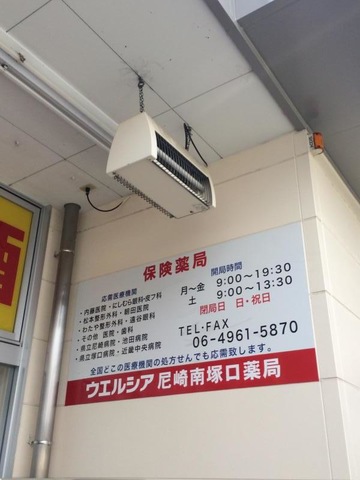 保険薬局
応需医療機関
・内藤医院・にしむら眼科・皮フ科
・松本整形外科・朝田医院
・わたや整形外科・進谷眼科
・その他 医院・歯科
・県立尼崎病院・池田病院
・県立塚口病院・近畿中央病院
開局時間
月〜金 9:00〜19:30
土 9:00〜13:30
閉局日 日・祝日
TEL・FAX
06-4961-5870
全国どこの医療機関の処方せんでも応需致します。
ウエルシア 尼崎南塚口薬局